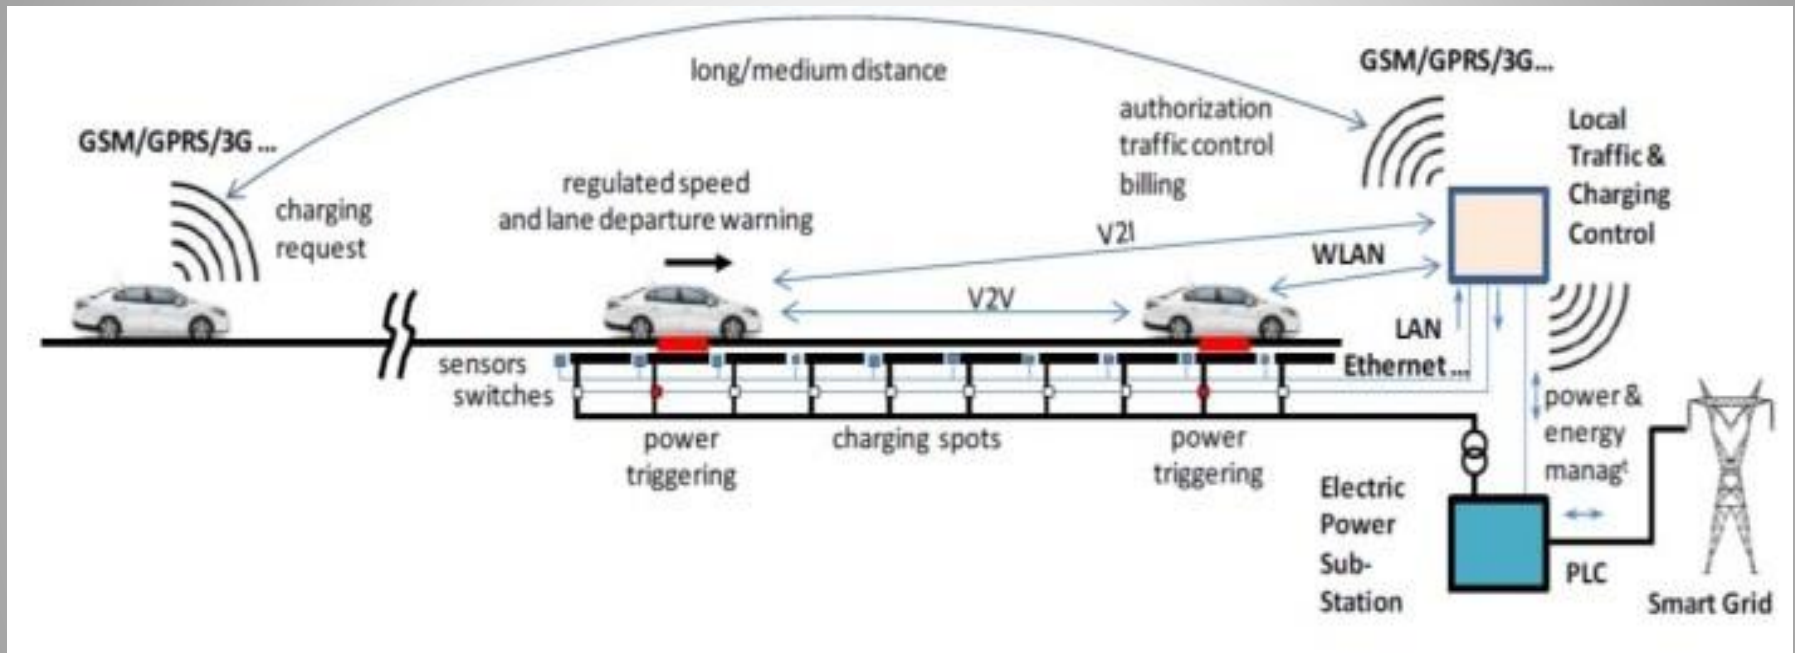 long/medium distance
GSM/GPRS/3G...
authorization
traffic control
billing
Local
Traffic &
Charging
Control
GSM/GPRS/3G ...
charging
request
regulated speed
and lane departure warning
V2I
WLAN
V2V
LAN
Ethernet ...
sensors
switches
power
triggering
charging spots
power
triggering
power &
energy
managᵗ
Electric
Power
Sub-
Station
PLC
Smart Grid